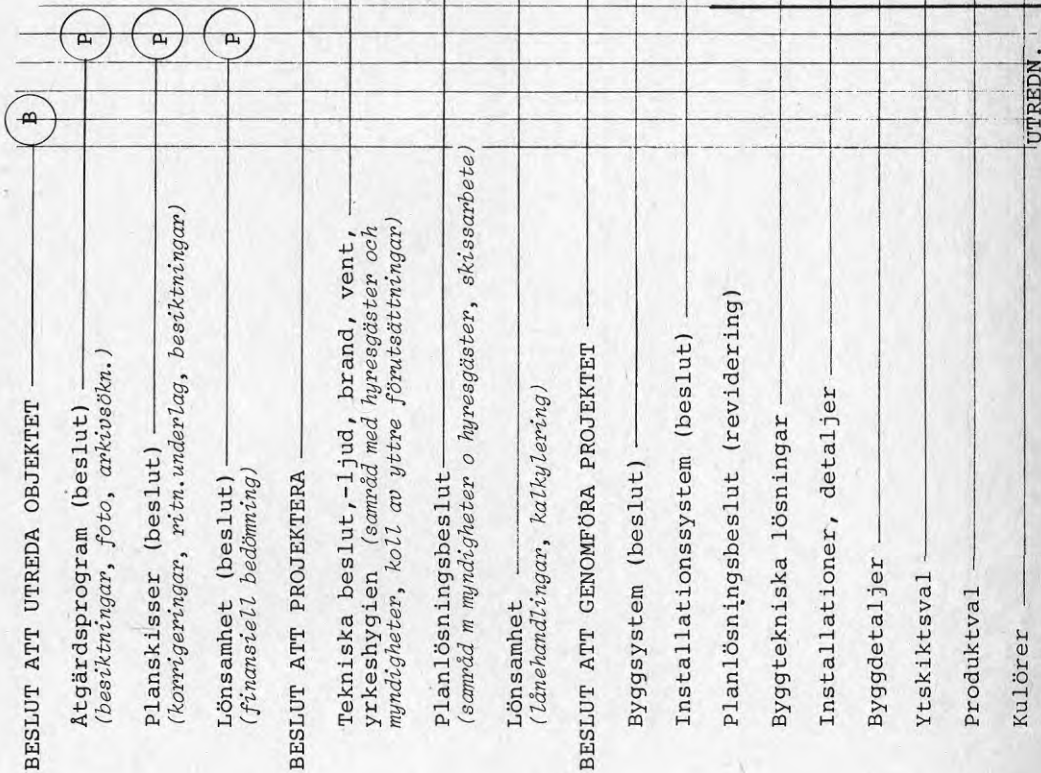 B
BESLUT ATT UTREDA OBJEKTET
Åtgärdsprogram (beslut) P
(besiktningar, foto, arkivsökn.)
Planskisser (beslut) P
(korrigeringar, ritn.underlag, besiktningar)
Lönsamhet (beslut) P
(finansiell bedömning)
BESLUT ATT PROJEKTERA
Tekniska beslut,-ljud, brand, vent,
yrkeshygien (samråd med hyresgäster och
myndigheter, koll av yttre förutsättningar)
Planlösningsbeslut
(samråd m myndigheter o hyresgäster, skissarbete)
Lönsamhet
(lånehandlingar, kalkylering)
BESLUT ATT GENOMFÖRA PROJEKTET
Byggsystem (beslut)
Installationssystem (beslut)
Planlösningsbeslut (revidering)
Byggtekniska lösningar
Installationer, detaljer
Byggdetaljer
Ytskiktsval
Produktval
Kulörer
UTREDN.